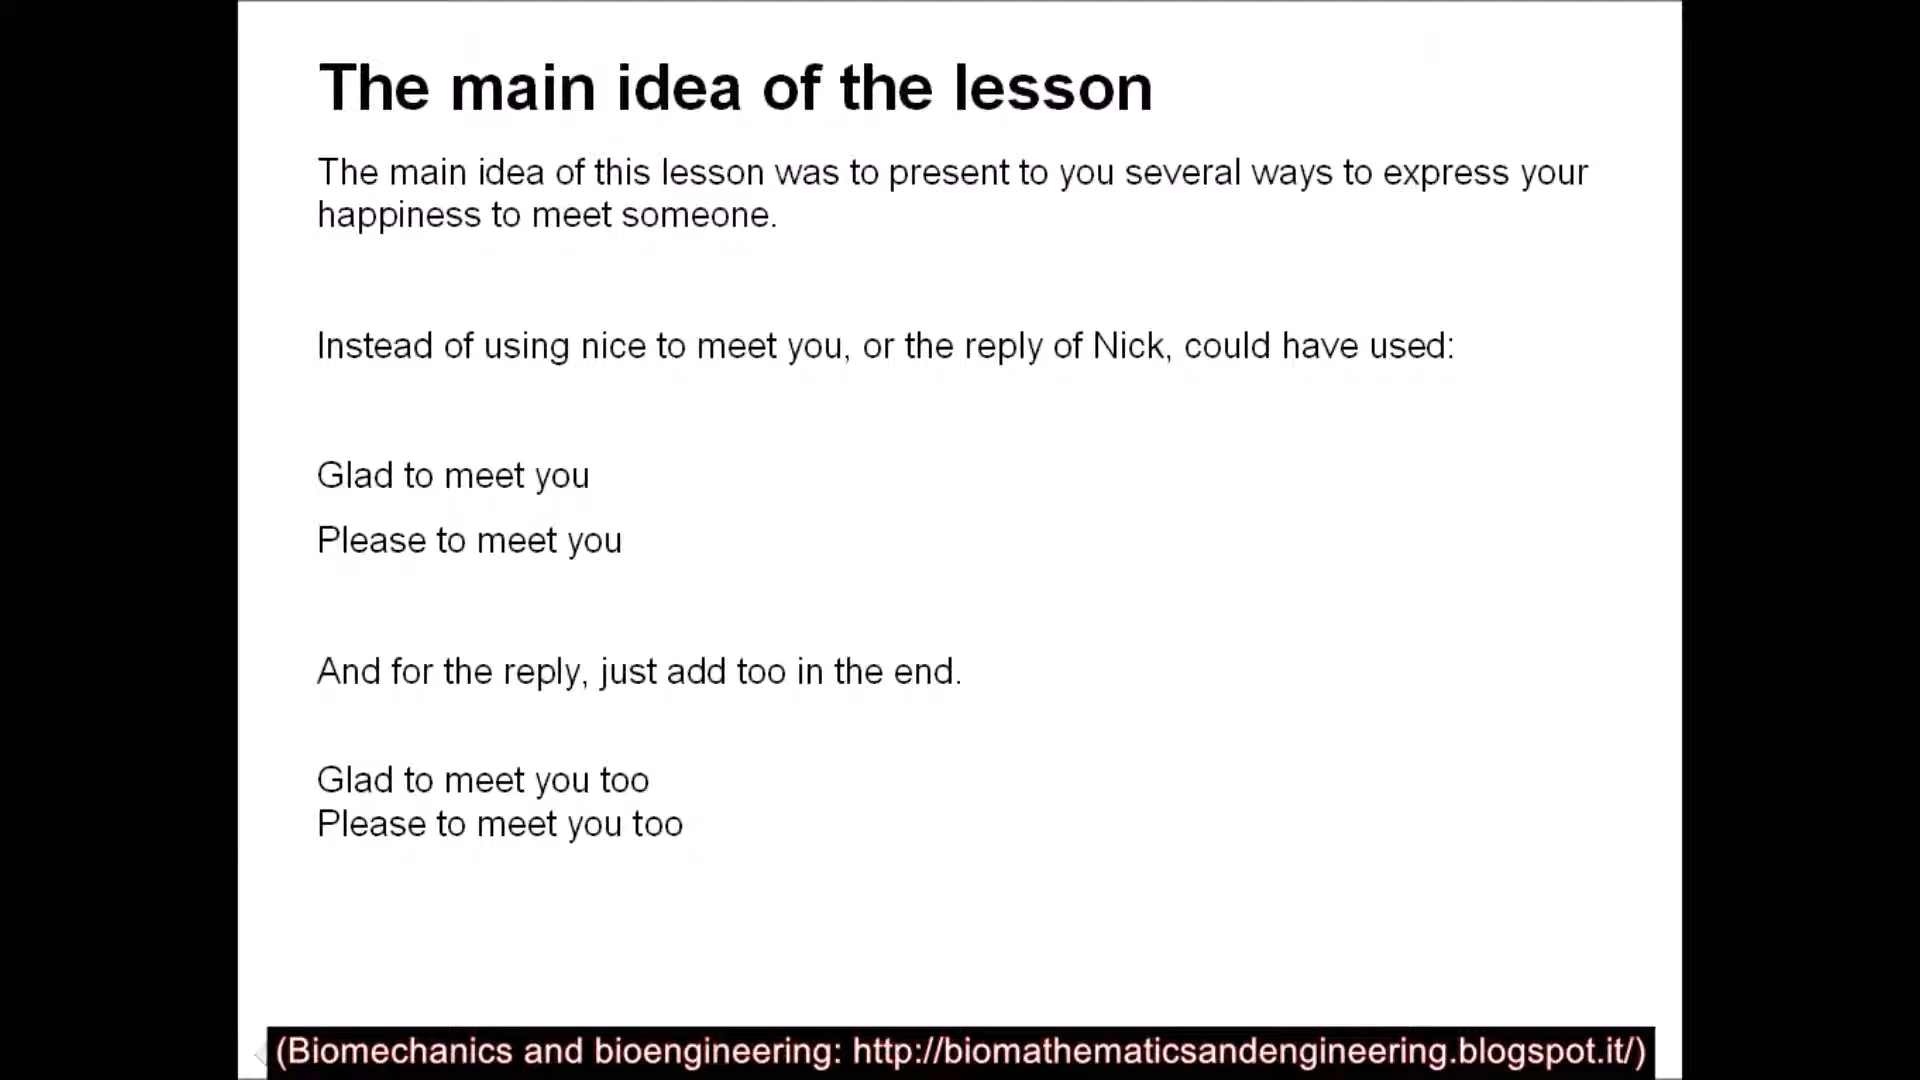 The main idea of the lesson
The main idea of this lesson was to present to you several ways to express your
happiness to meet someone.
Instead of using nice to meet you, or the reply of Nick, could have used:
Glad to meet you
Please to meet you
And for the reply, just add too in the end.
Glad to meet you too
Please to meet you too
(Biomechanics and bioengineering: http://biomathematicsandengineering.blogspot.it/)